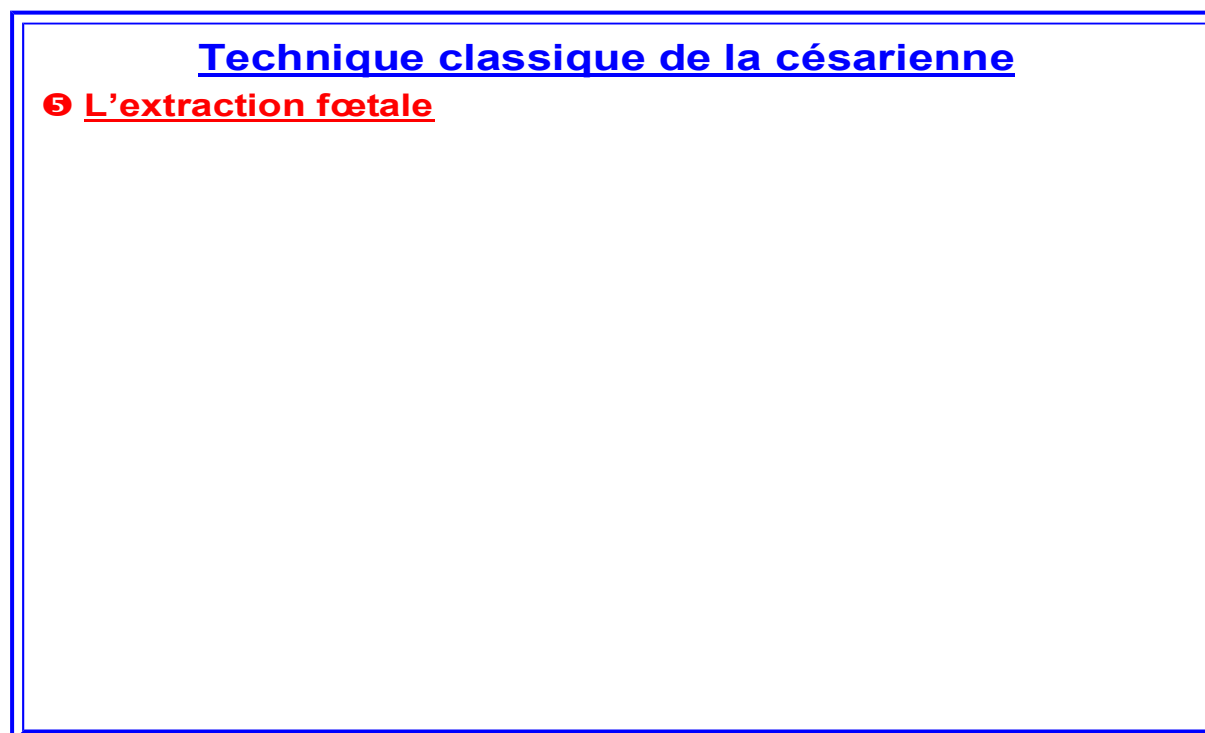 Technique classique de la césarienne
❺ L’extraction fœtale